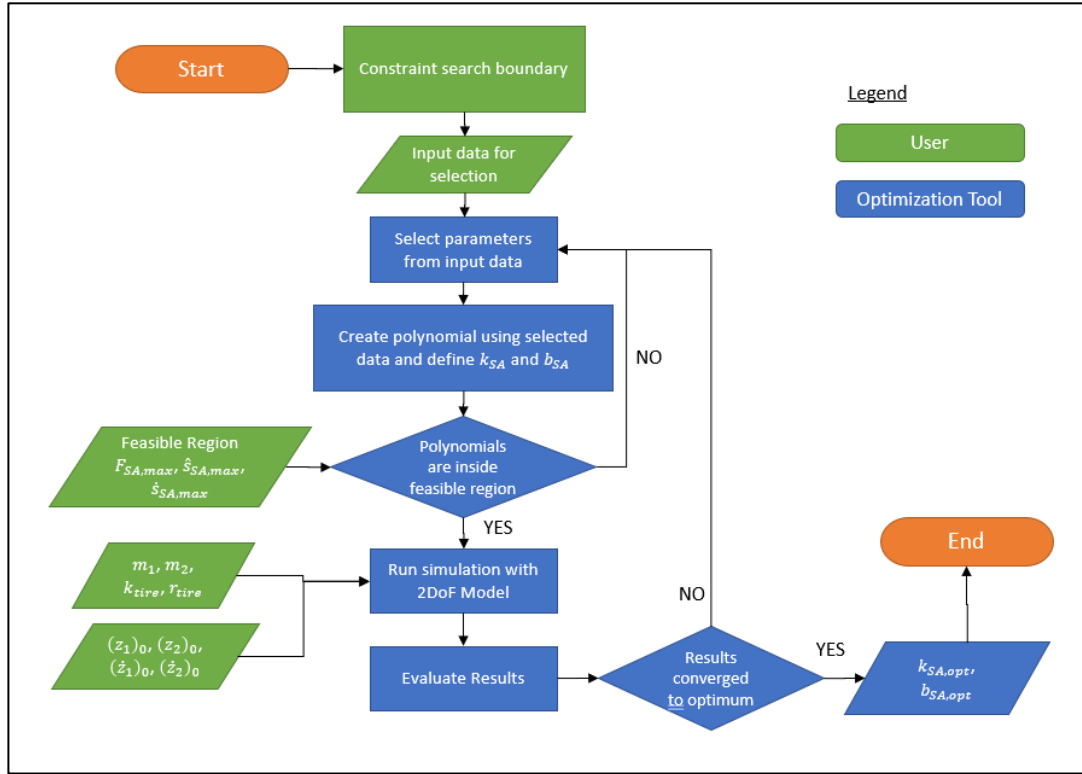 Start
Constraint search boundary
Legend
User
Optimization Tool
Input data for
selection
Select parameters
from input data
Create polynomial using selected
data and define k_SA and b_SA
NO
Feasible Region
F_SA,max, ŝ_SA,max,
ṡ_SA,max
Polynomials
are inside
feasible region
YES
m_1, m_2,
k_tire, r_tire
Run simulation with
2DoF Model
(z_1)_0, (z_2)_0,
(ż_1)_0, (ż_2)_0
Evaluate Results
NO
Results
converged
to optimum
YES
k_SA,opt,
b_SA,opt
End